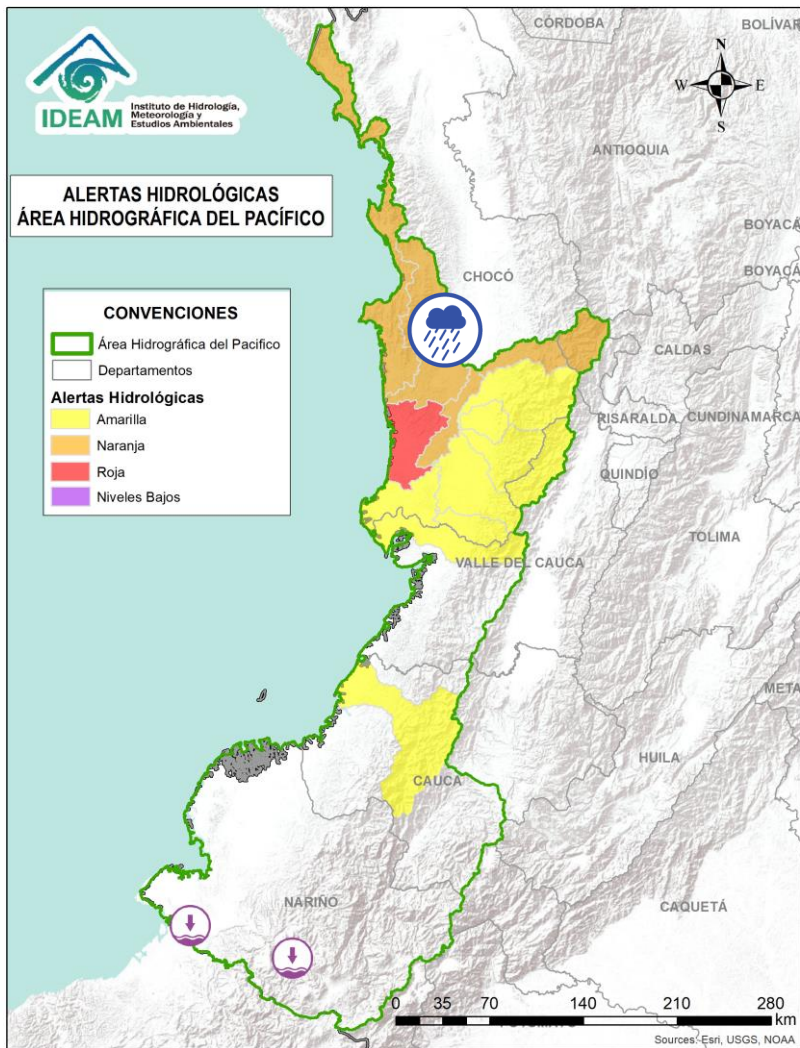 CÓRDOBA
BOLÍVAR
N
W E
S
Instituto de Hidrología,
Meteorología y
Estudios Ambientales
IDEAM
ANTIOQUIA
ALERTAS HIDROLÓGICAS
ÁREA HIDROGRÁFICA DEL PACÍFICO
BOYACÁ
BOYACÁ
CHOCÓ
CONVENCIONES
Área Hidrográfica del Pacifico
Departamentos
Alertas Hidrológicas
Amarilla
Naranja
Roja
Niveles Bajos
CALDAS
RISARALDA
CUNDINAMARCA
QUINDÍO
TOLIMA
VALLE DEL CAUCA
META
HUILA
CAUCA
NARIÑO
CAQUETÁ
0 35 70 140 210 280
km
Sources: Esri, USGS, NOAA